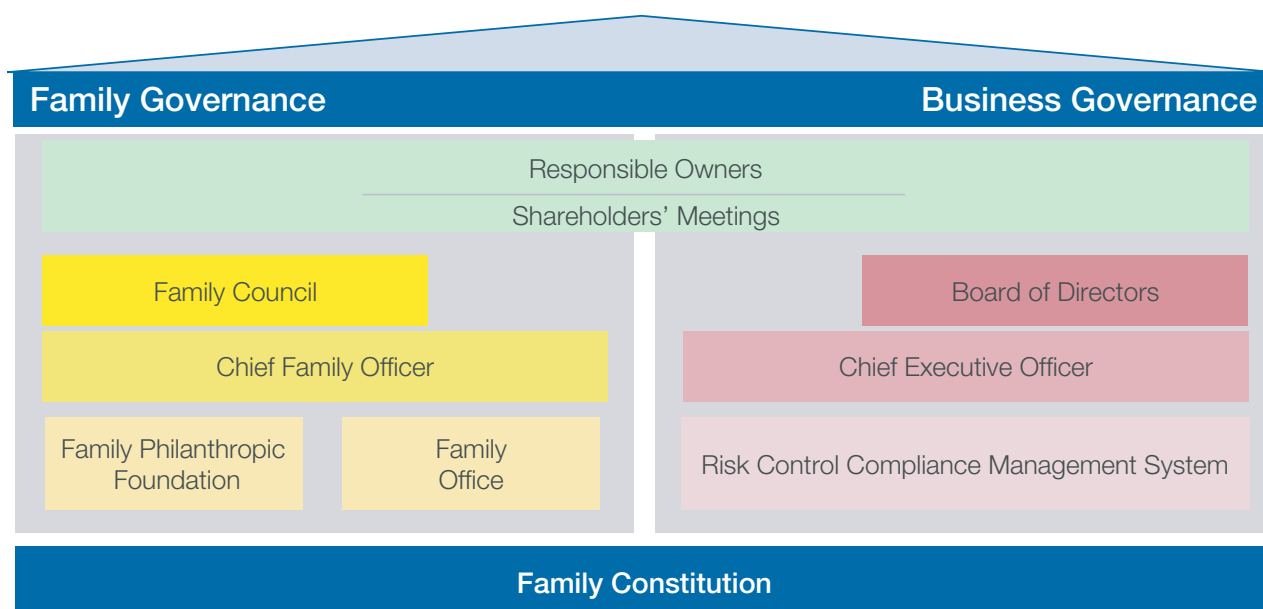 Family Governance
Business Governance
Responsible Owners
Shareholders’ Meetings
Family Council
Board of Directors
Chief Family Officer
Chief Executive Officer
Family Philanthropic
Foundation
Family
Office
Risk Control Compliance Management System
Family Constitution